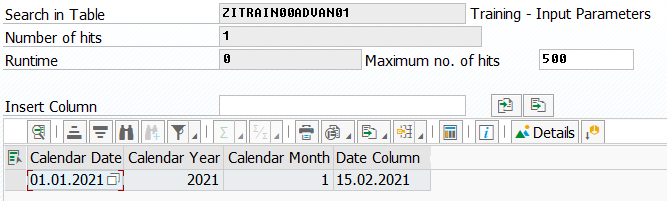 Search in Table ZITRAIN00ADVAN01 Training - Input Parameters
Number of hits 1
Runtime 0 Maximum no. of hits 500
Insert Column
Details
Calendar Date Calendar Year Calendar Month Date Column
01.01.2021 2021 1 15.02.2021